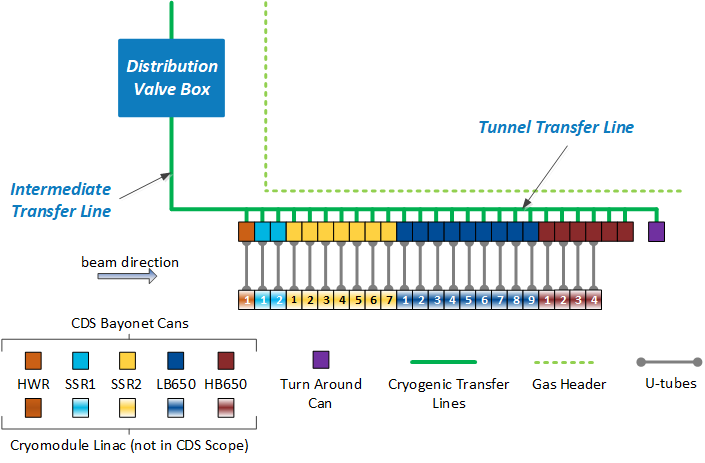 Distribution
Valve Box
Tunnel Transfer Line
Intermediate
Transfer Line
beam direction
1 1 2 1 2 3 4 5 6 7 1 2 3 4 5 6 7 8 9 1 2 3 4
CDS Bayonet Cans
HWR SSR1 SSR2 LB650 HB650
Turn Around
Can
Cryogenic Transfer
Lines
Gas Header
U-tubes
Cryomodule Linac (not in CDS Scope)